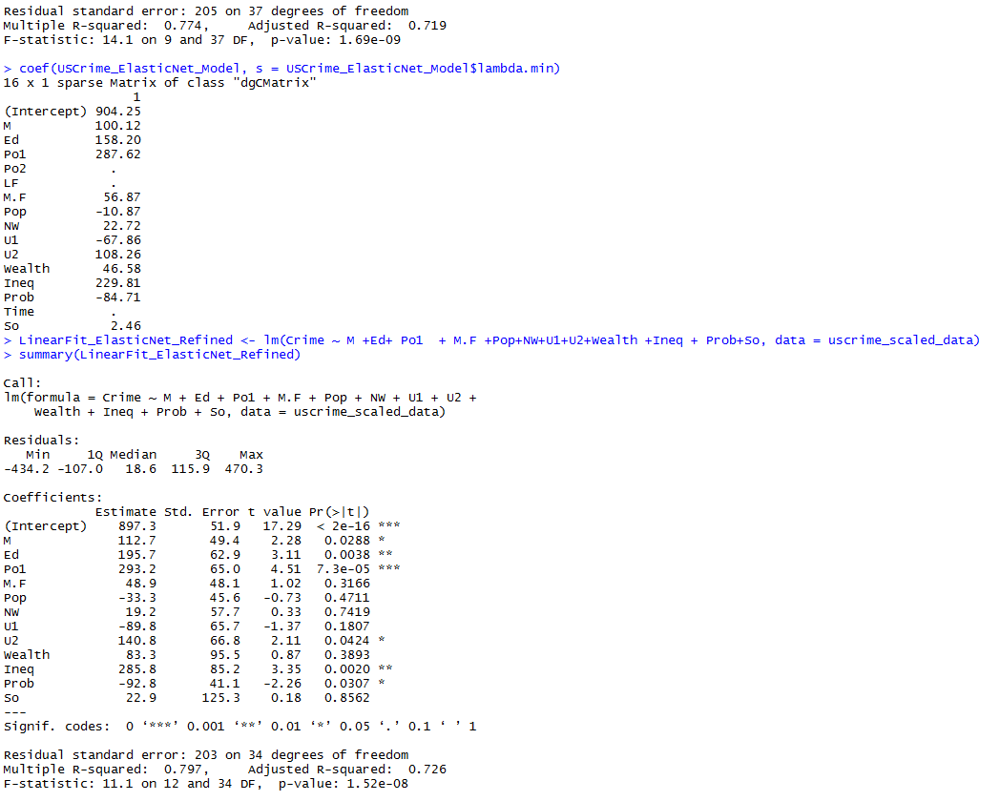 Residual standard error: 205 on 37 degrees of freedom
Multiple R-squared:  0.774,     Adjusted R-squared:  0.719
F-statistic: 14.1 on 9 and 37 DF,  p-value: 1.69e-09

> coef(USCrime_ElasticNet_Model, s = USCrime_ElasticNet_Model$lambda.min)
16 x 1 sparse Matrix of class "dgCMatrix"
                 1
(Intercept) 904.25
M           100.12
Ed          158.20
Po1         287.62
Po2           .
LF            .
M.F          56.87
Pop         -10.87
NW           22.72
U1          -67.86
U2          108.26
Wealth       46.58
Ineq        229.81
Prob        -84.71
Time          .
So            2.46
> LinearFit_ElasticNet_Refined <- lm(Crime ~ M +Ed+ Po1  + M.F +Pop+NW+U1+U2+Wealth +Ineq + Prob+So, data = uscrime_scaled_data)
> summary(LinearFit_ElasticNet_Refined)

Call:
lm(formula = Crime ~ M + Ed + Po1 + M.F + Pop + NW + U1 + U2 +
    Wealth + Ineq + Prob + So, data = uscrime_scaled_data)

Residuals:
   Min     1Q Median     3Q    Max
-434.2 -107.0   18.6  115.9  470.3

Coefficients:
            Estimate Std. Error t value Pr(>|t|)
(Intercept)    897.3       51.9   17.29  < 2e-16 ***
M              112.7       49.4    2.28   0.0288 *
Ed             195.7       62.9    3.11   0.0038 **
Po1            293.2       65.0    4.51  7.3e-05 ***
M.F             48.9       48.1    1.02   0.3166
Pop            -33.3       45.6   -0.73   0.4711
NW              19.2       57.7    0.33   0.7419
U1             -89.8       65.7   -1.37   0.1807
U2             140.8       66.8    2.11   0.0424 *
Wealth          83.3       95.5    0.87   0.3893
Ineq           285.8       85.2    3.35   0.0020 **
Prob           -92.8       41.1   -2.26   0.0307 *
So              22.9      125.3    0.18   0.8562
---
Signif. codes:  0 ‘***’ 0.001 ‘**’ 0.01 ‘*’ 0.05 ‘.’ 0.1 ‘ ’ 1

Residual standard error: 203 on 34 degrees of freedom
Multiple R-squared:  0.797,     Adjusted R-squared:  0.726
F-statistic: 11.1 on 12 and 34 DF,  p-value: 1.52e-08